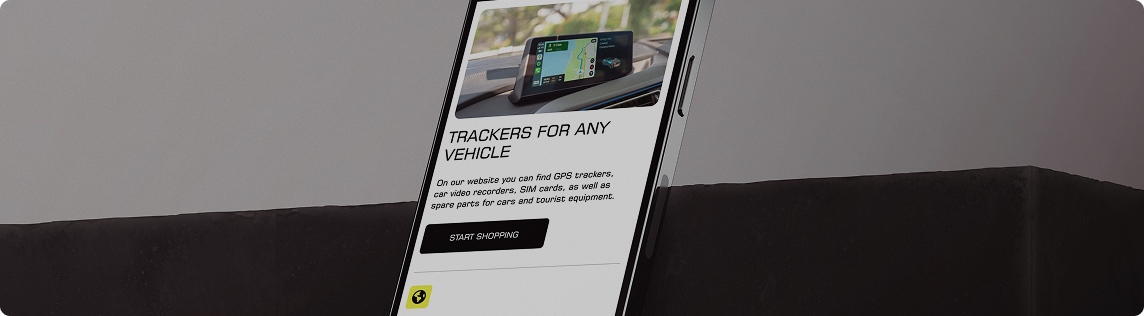 TRACKERS FOR ANY
VEHICLE
On our website you can find GPS trackers,
car video recorders, SIM cards, as well as
spare parts for cars and tourist equipment.
START SHOPPING